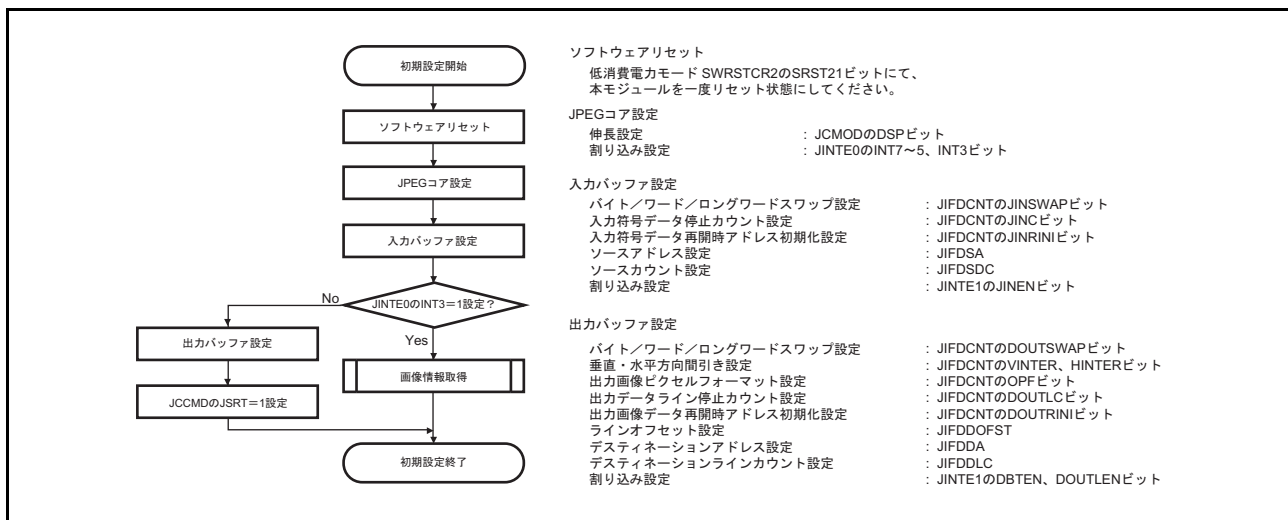 初期設定開始
ソフトウェアリセット
JPEGコア設定
入力バッファ設定
JINTE0のINT3＝1設定？
No
Yes
出力バッファ設定
JCCMDのJSRT＝1設定
画像情報取得
初期設定終了
ソフトウェアリセット
低消費電力モード SWRSTCR2のSRST21ビットにて、
本モジュールを一度リセット状態にしてください。
JPEGコア設定
伸長設定 : JCMODのDSPビット
割り込み設定 : JINTE0のINT7～5、INT3ビット
入力バッファ設定
バイト／ワード／ロングワードスワップ設定 : JIFDCNTのJINSWAPビット
入力符号データ停止カウント設定 : JIFDCNTのJINCビット
入力符号データ再開時アドレス初期化設定 : JIFDCNTのJINRINIビット
ソースアドレス設定 : JIFDSA
ソースカウント設定 : JIFDSDC
割り込み設定 : JINTE1のJINENビット
出力バッファ設定
バイト／ワード／ロングワードスワップ設定 : JIFDCNTのDOUTSWAPビット
垂直・水平方向間引き設定 : JIFDCNTのVINTER、HINTERビット
出力画像ピクセルフォーマット設定 : JIFDCNTのOPFビット
出力データライン停止カウント設定 : JIFDCNTのDOUTLCビット
出力画像データ再開時アドレス初期化設定 : JIFDCNTのDOUTRINIビット
ラインオフセット設定 : JIFDDOFST
デスティネーションアドレス設定 : JIFDDA
デスティネーションラインカウント設定 : JIFDDLC
割り込み設定 : JINTE1のDBTEN、DOUTLENビット